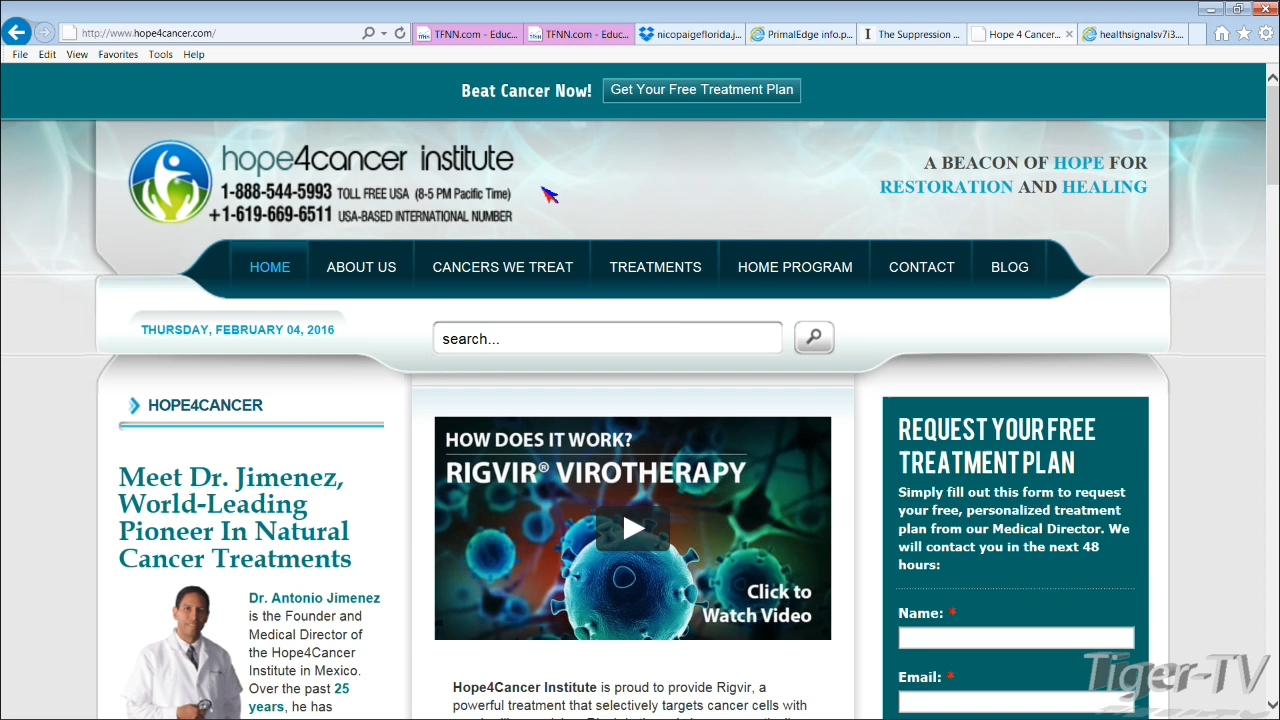 http://www.hope4cancer.com/
TFNN.com - Educ...
TFNN.com - Educ...
nicopaigeflorida.j...
PrimalEdge info.p...
The Suppression ...
Hope 4 Cancer...
healthsignalsv7i3....
File Edit View Favorites Tools Help
Beat Cancer Now!
Get Your Free Treatment Plan
hope4cancer institute
1-888-544-5993 TOLL FREE USA (8-5 PM Pacific Time)
+1-619-669-6511 USA-BASED INTERNATIONAL NUMBER
A BEACON OF HOPE FOR
RESTORATION AND HEALING
HOME ABOUT US CANCERS WE TREAT TREATMENTS HOME PROGRAM CONTACT BLOG
THURSDAY, FEBRUARY 04, 2016
search...
HOPE4CANCER
Meet Dr. Jimenez,
World-Leading
Pioneer In Natural
Cancer Treatments
Dr. Antonio Jimenez
is the Founder and
Medical Director of
the Hope4Cancer
Institute in Mexico.
Over the past 25
years, he has
HOW DOES IT WORK?
RIGVIR® VIROTHERAPY
Click to
Watch Video
Hope4Cancer Institute is proud to provide Rigvir, a
powerful treatment that selectively targets cancer cells with
REQUEST YOUR FREE
TREATMENT PLAN
Simply fill out this form to request
your free, personalized treatment
plan from our Medical Director. We
will contact you in the next 48
hours:
Name: *
Email: *
Tiger-TV